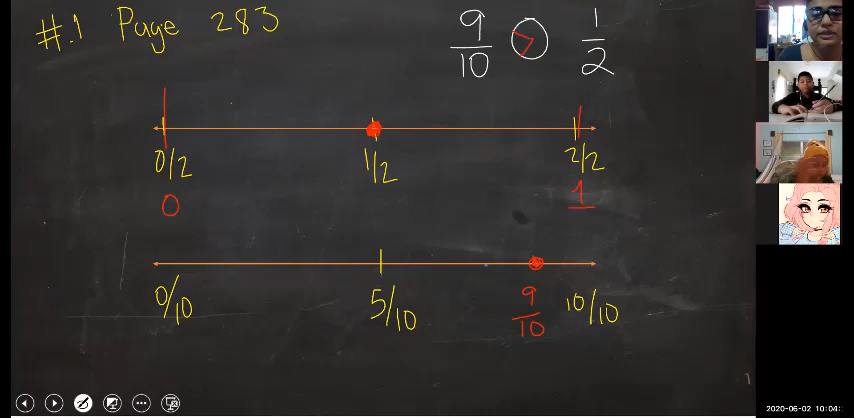 #.1 Page 283
9/10 > 1/2
0/2 1/2 2/2
0 1
0/10 5/10 9/10 10/10
2020-06-02 10:04: